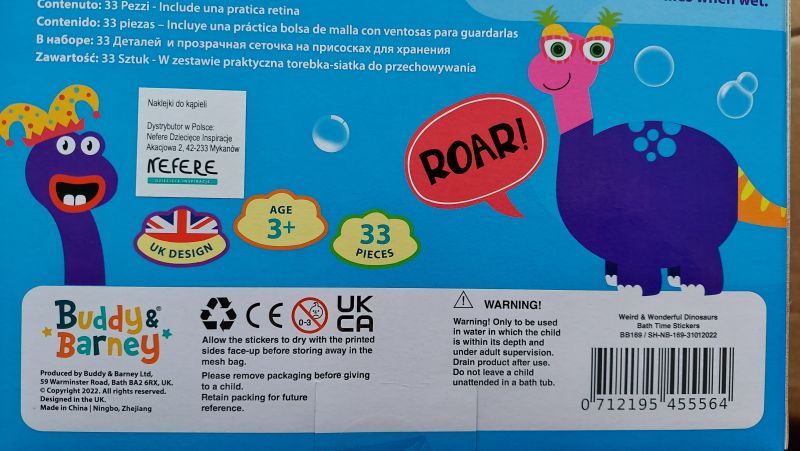 Contenuto: 33 Pezzi - Include una pratica retina
Contenido: 33 piezas – Incluye una práctica bolsa de malla con ventosas para guardarlas
В наборе: 33 Деталей и прозрачная сеточка на присосках для хранения
Zawartość: 33 Sztuk - W zestawie praktyczna torebka-siatka do przechowywania
when wet.
Naklejki do kąpieli
Dystrybutor w Polsce:
Nefere Dziecięce Inspiracje
Akacjowa 2, 42-233 Mykanów
NEFERE
DZIECIĘCE INSPIRACJE
ROAR!
UK DESIGN
AGE
3+
33
PIECES
Buddy &
Barney®
Produced by Buddy & Barney Ltd,
59 Warminster Road, Bath BA2 6RX, UK.
© Copyright 2022. All rights reserved.
Designed in the UK.
Made in China | Ningbo, Zhejiang
CE
0-3
UK
CA
Allow the stickers to dry with the printed
sides face-up before storing away in the
mesh bag.
Please remove packaging before giving
to a child.
Retain packing for future
reference.
WARNING!
Warning! Only to be used
in water in which the child
is within its depth and
under adult supervision.
Drain product after use.
Do not leave a child
unattended in a bath tub.
Weird & Wonderful Dinosaurs
Bath Time Stickers
BB169 / SH-NB-169-31012022
0 712195 455564